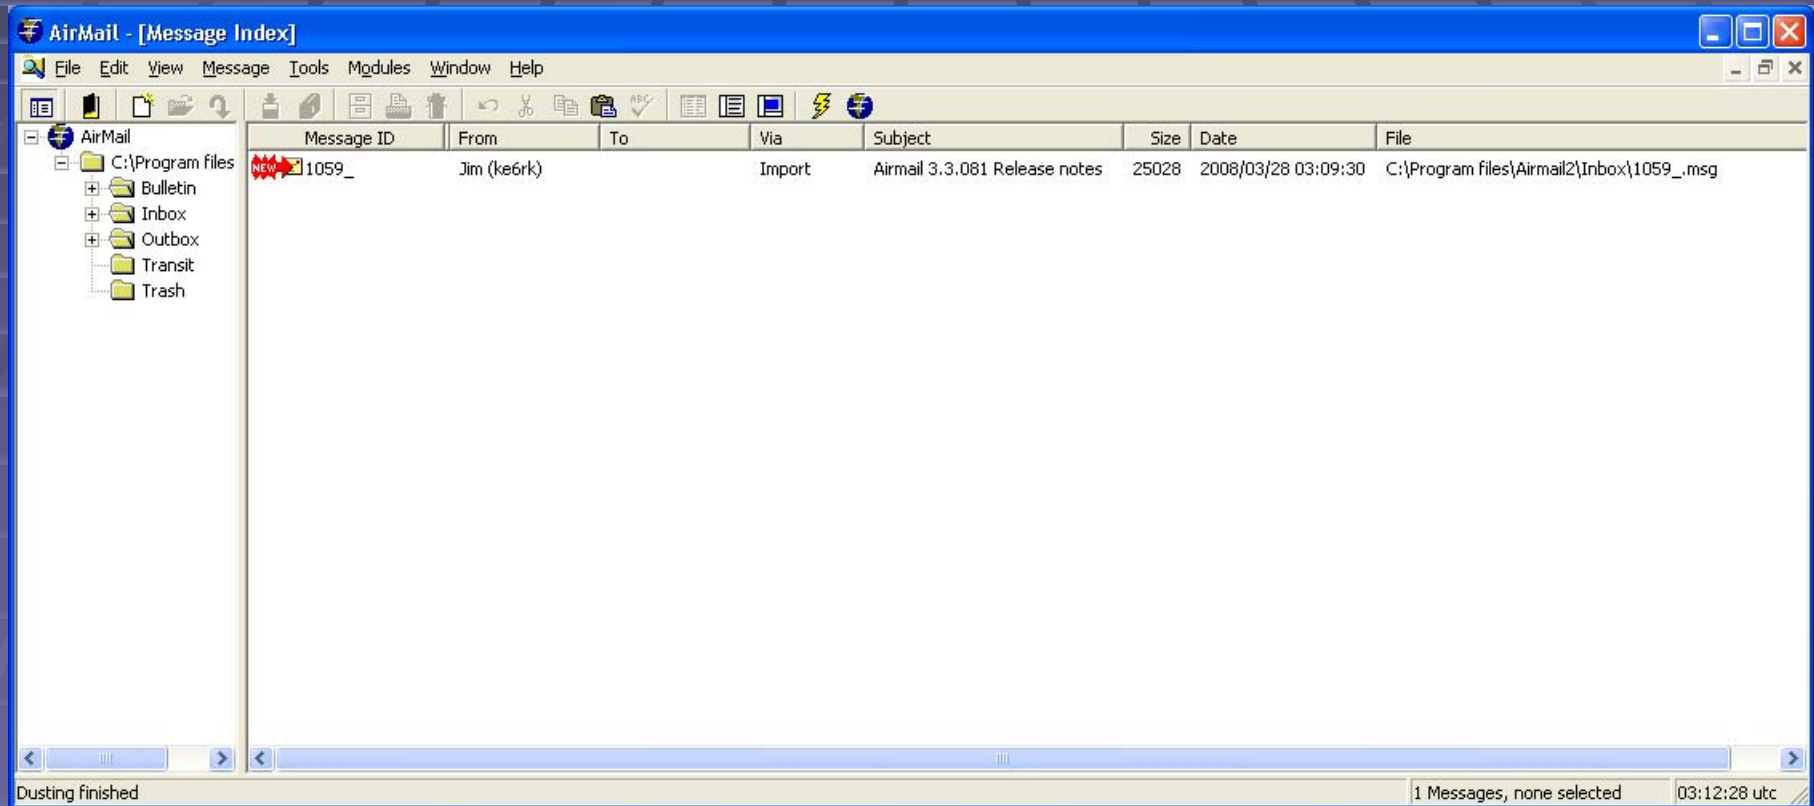 AirMail - [Message Index]
File Edit View Message Tools Modules Window Help
ABC
AirMail
C:\Program files
Bulletin
Inbox
Outbox
Transit
Trash
Message ID From To Via Subject Size Date File
NEW 1059_ Jim (ke6rk) Import Airmail 3.3.081 Release notes 25028 2008/03/28 03:09:30 C:\Program files\Airmail2\Inbox\1059_.msg
Dusting finished 1 Messages, none selected 03:12:28 utc